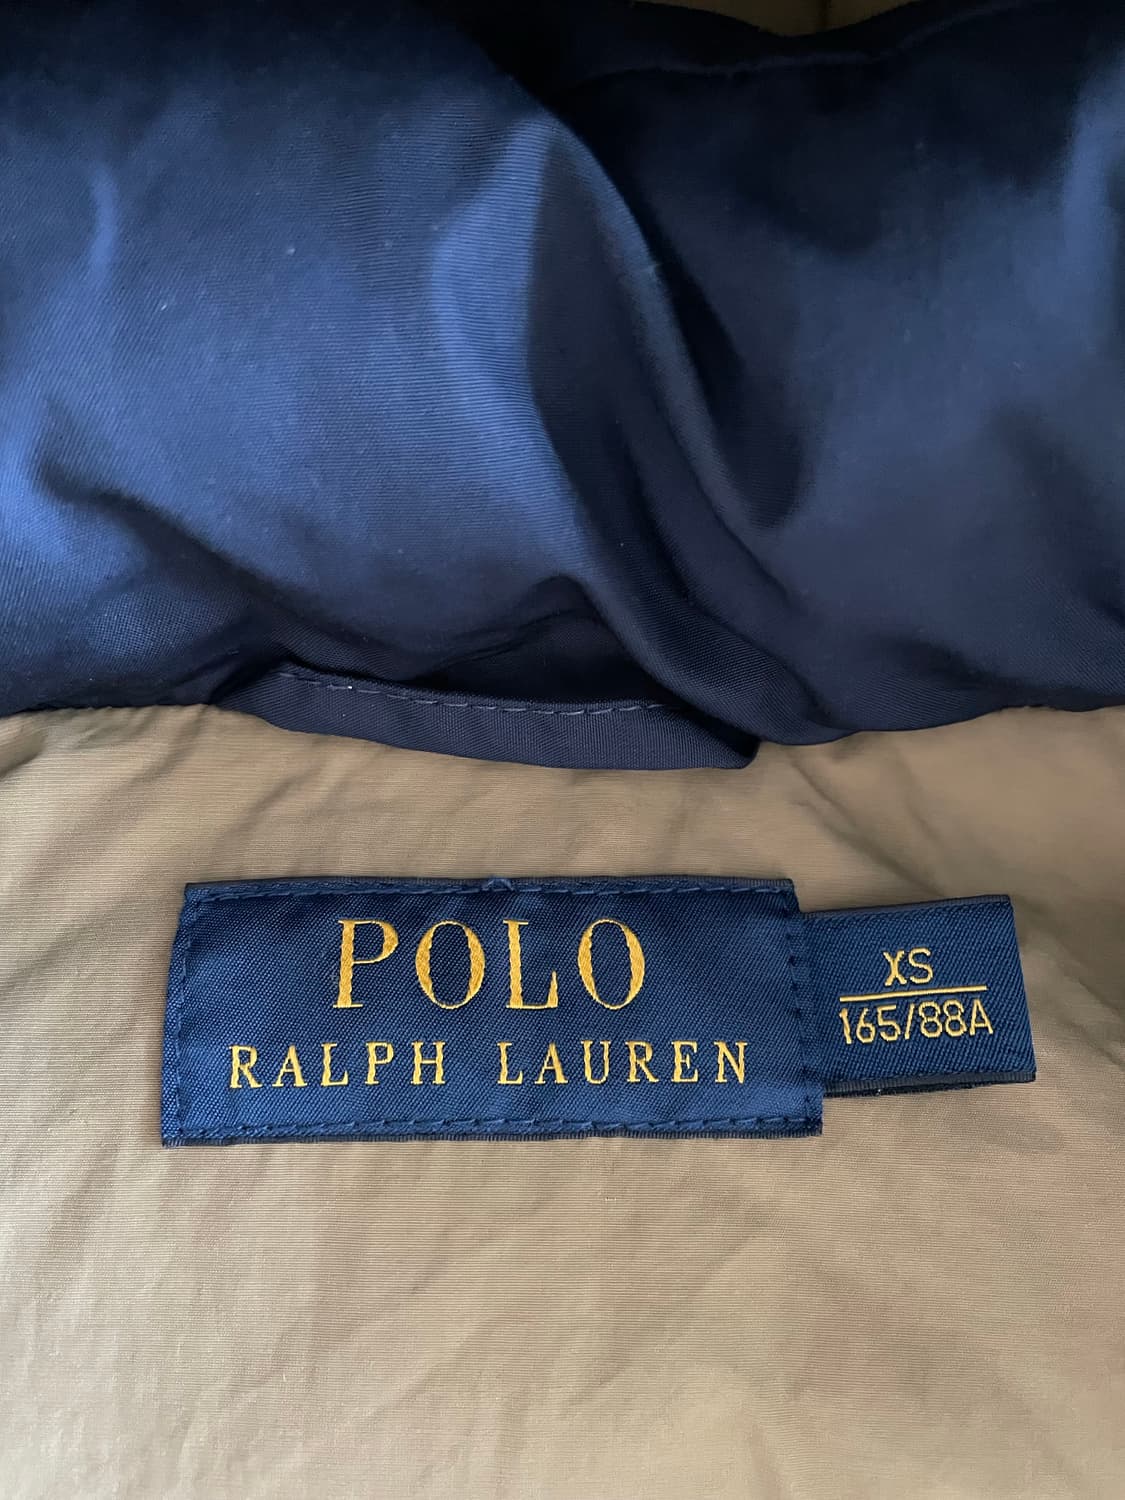 POLO
RALPH LAUREN
XS
165/88A